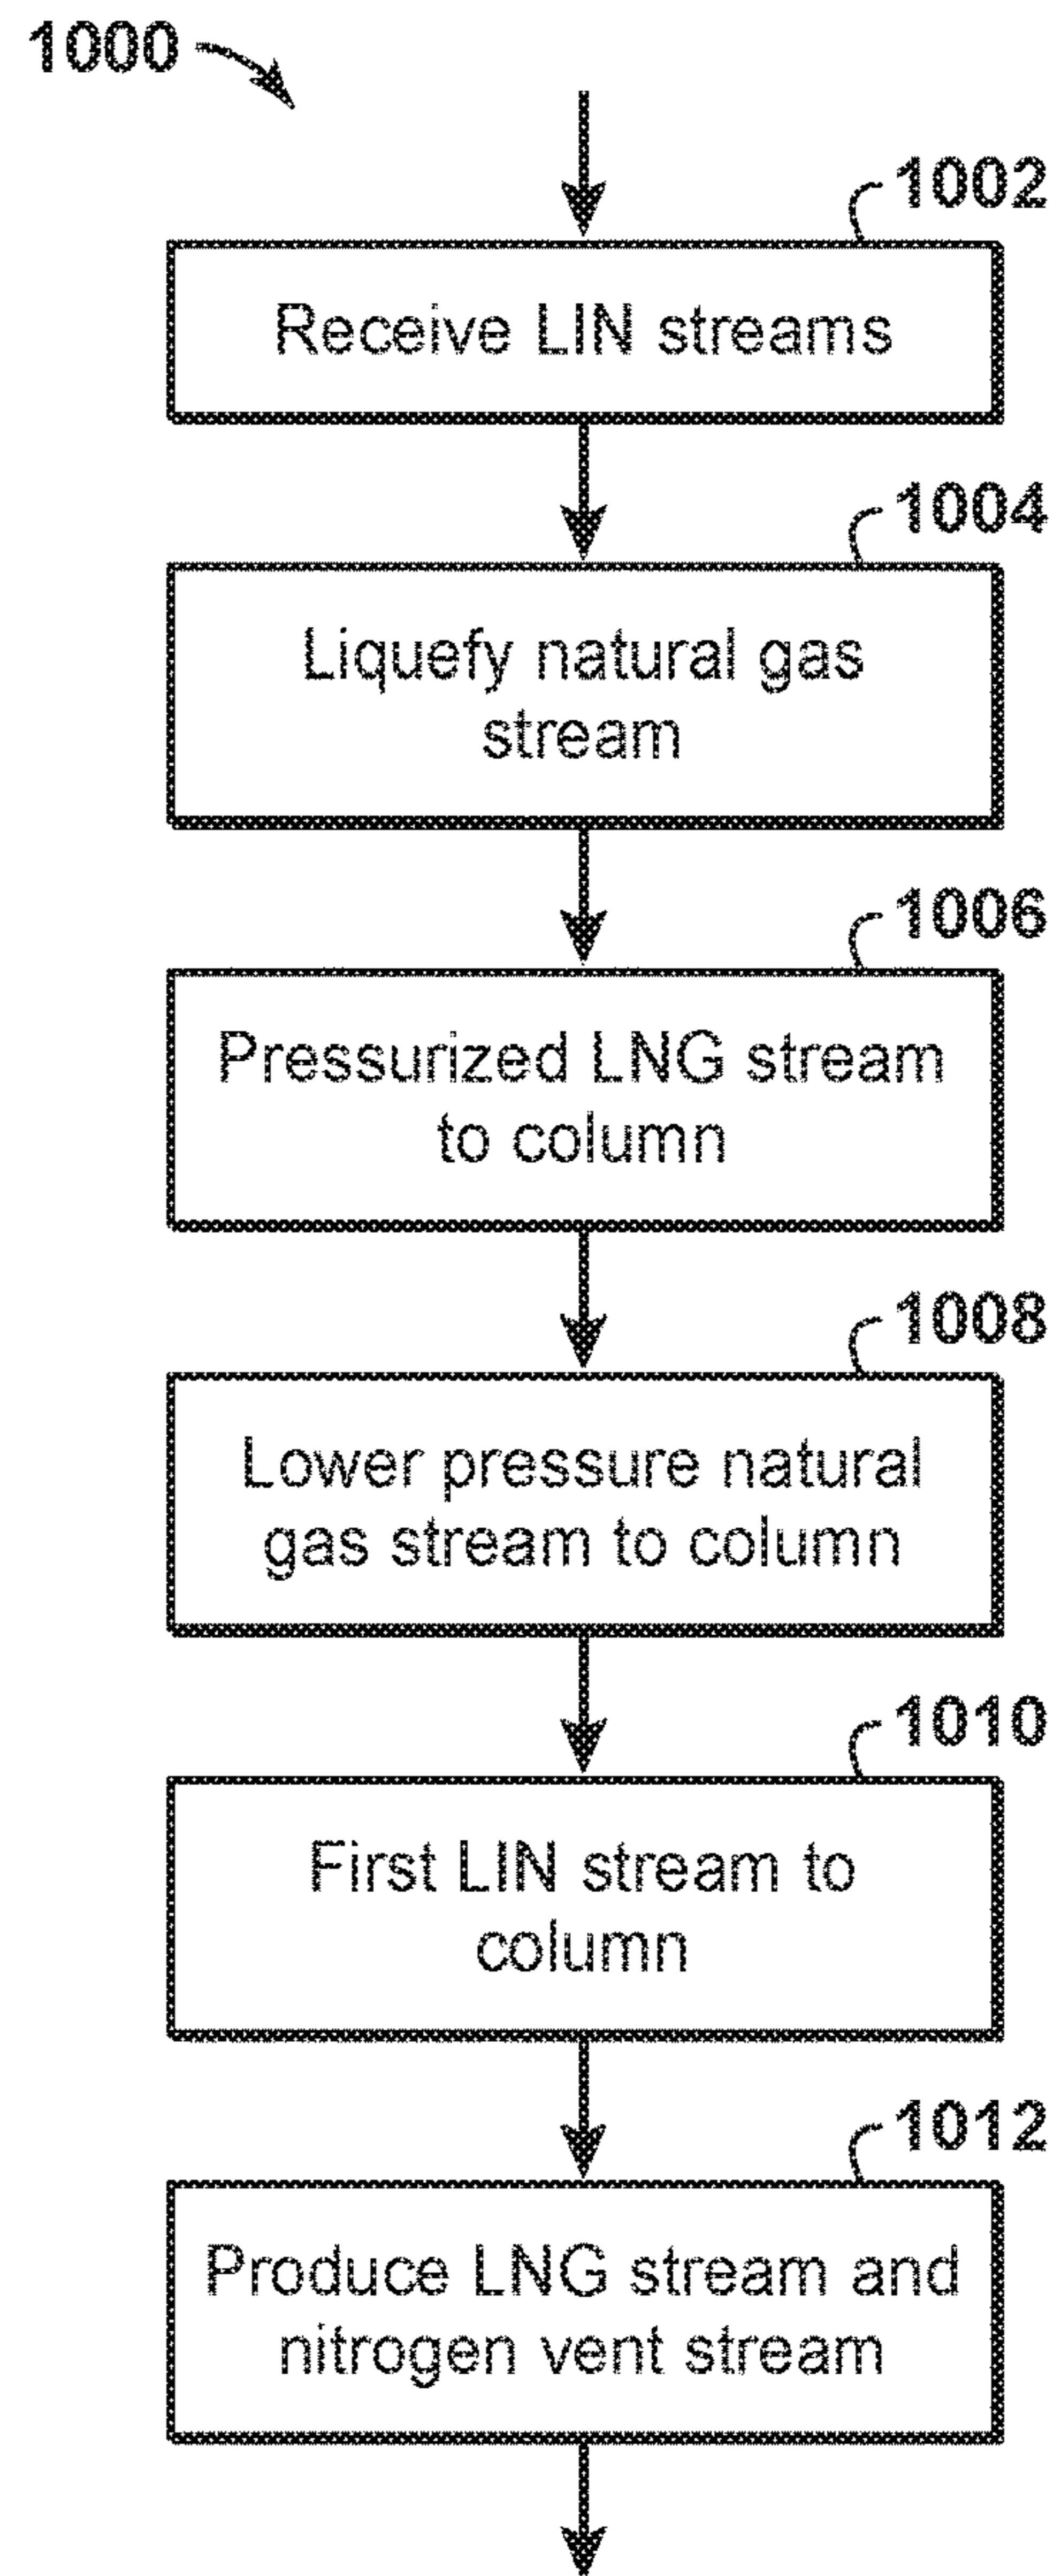 1000
1002
Receive LIN streams
1004
Liquefy natural gas
stream
1006
Pressurized LNG stream
to column
1008
Lower pressure natural
gas stream to column
1010
First LIN stream to
column
1012
Produce LNG stream and
nitrogen vent stream